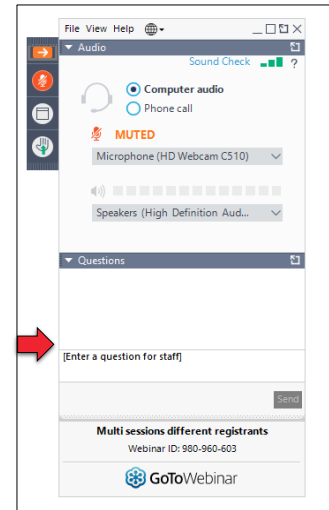 File View Help
Audio
Sound Check ?
Computer audio
Phone call
MUTED
Microphone (HD Webcam C510)
Speakers (High Definition Aud...
Questions
[Enter a question for staff]
Send
Multi sessions different registrants
Webinar ID: 980-960-603
GoToWebinar